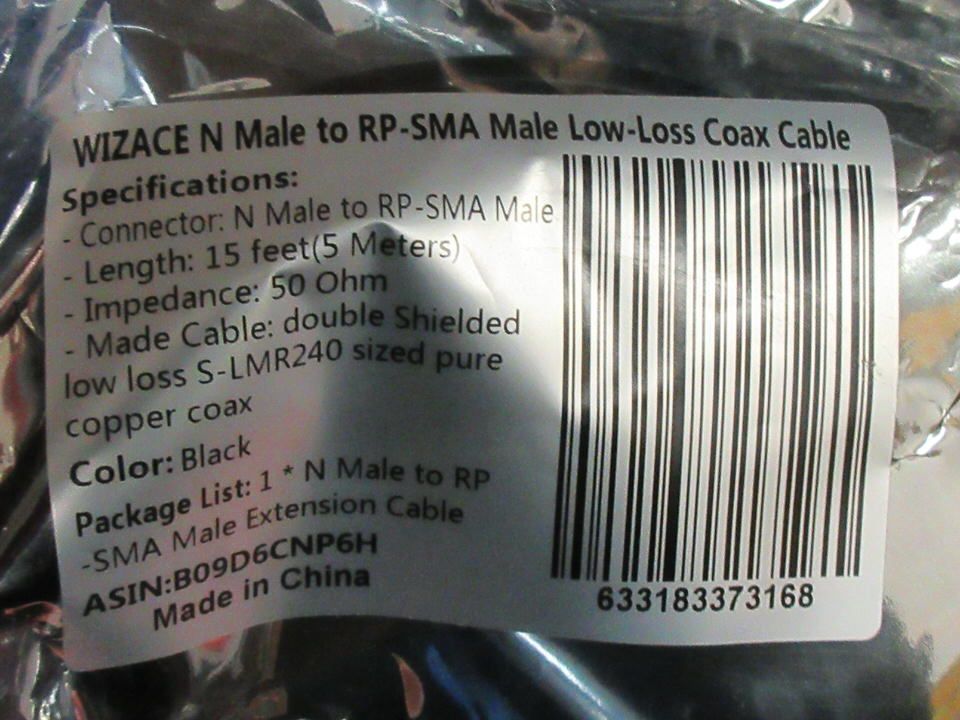 WIZACE N Male to RP-SMA Male Low-Loss Coax Cable
Specifications:
- Connector: N Male to RP-SMA Male
- Length: 15 feet(5 Meters)
- Impedance: 50 Ohm
- Made Cable: double Shielded
low loss S-LMR240 sized pure
copper coax
Color: Black
Package List: 1 * N Male to RP
-SMA Male Extension Cable
ASIN:B09D6CNP6H
Made in China
633183373168